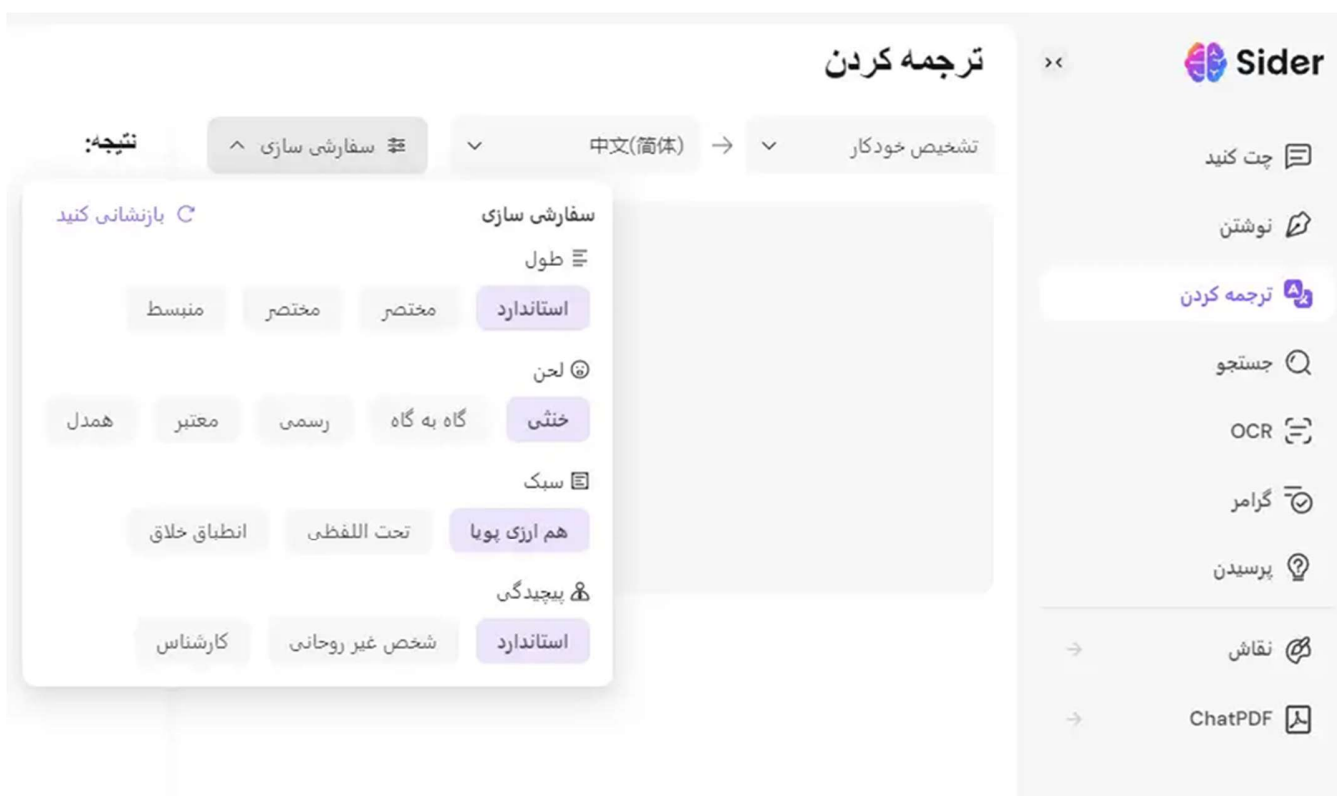 Sider
چت کنید
نوشتن
ترجمه کردن
جستجو
OCR
گرامر
پرسیدن
نقاش
ChatPDF
ترجمه کردن
تشخیص خودکار
中文(简体)
سفارشی سازی
نتیجه:
سفارشی سازی بازنشانی کنید
طول
استاندارد مختصر مختصر منبسط
لحن
خنثی گاه به گاه رسمی معتبر همدل
سبک
هم ارزی پویا تحت اللفظی انطباق خلاق
پیچیدگی
استاندارد شخص غیر روحانی کارشناس